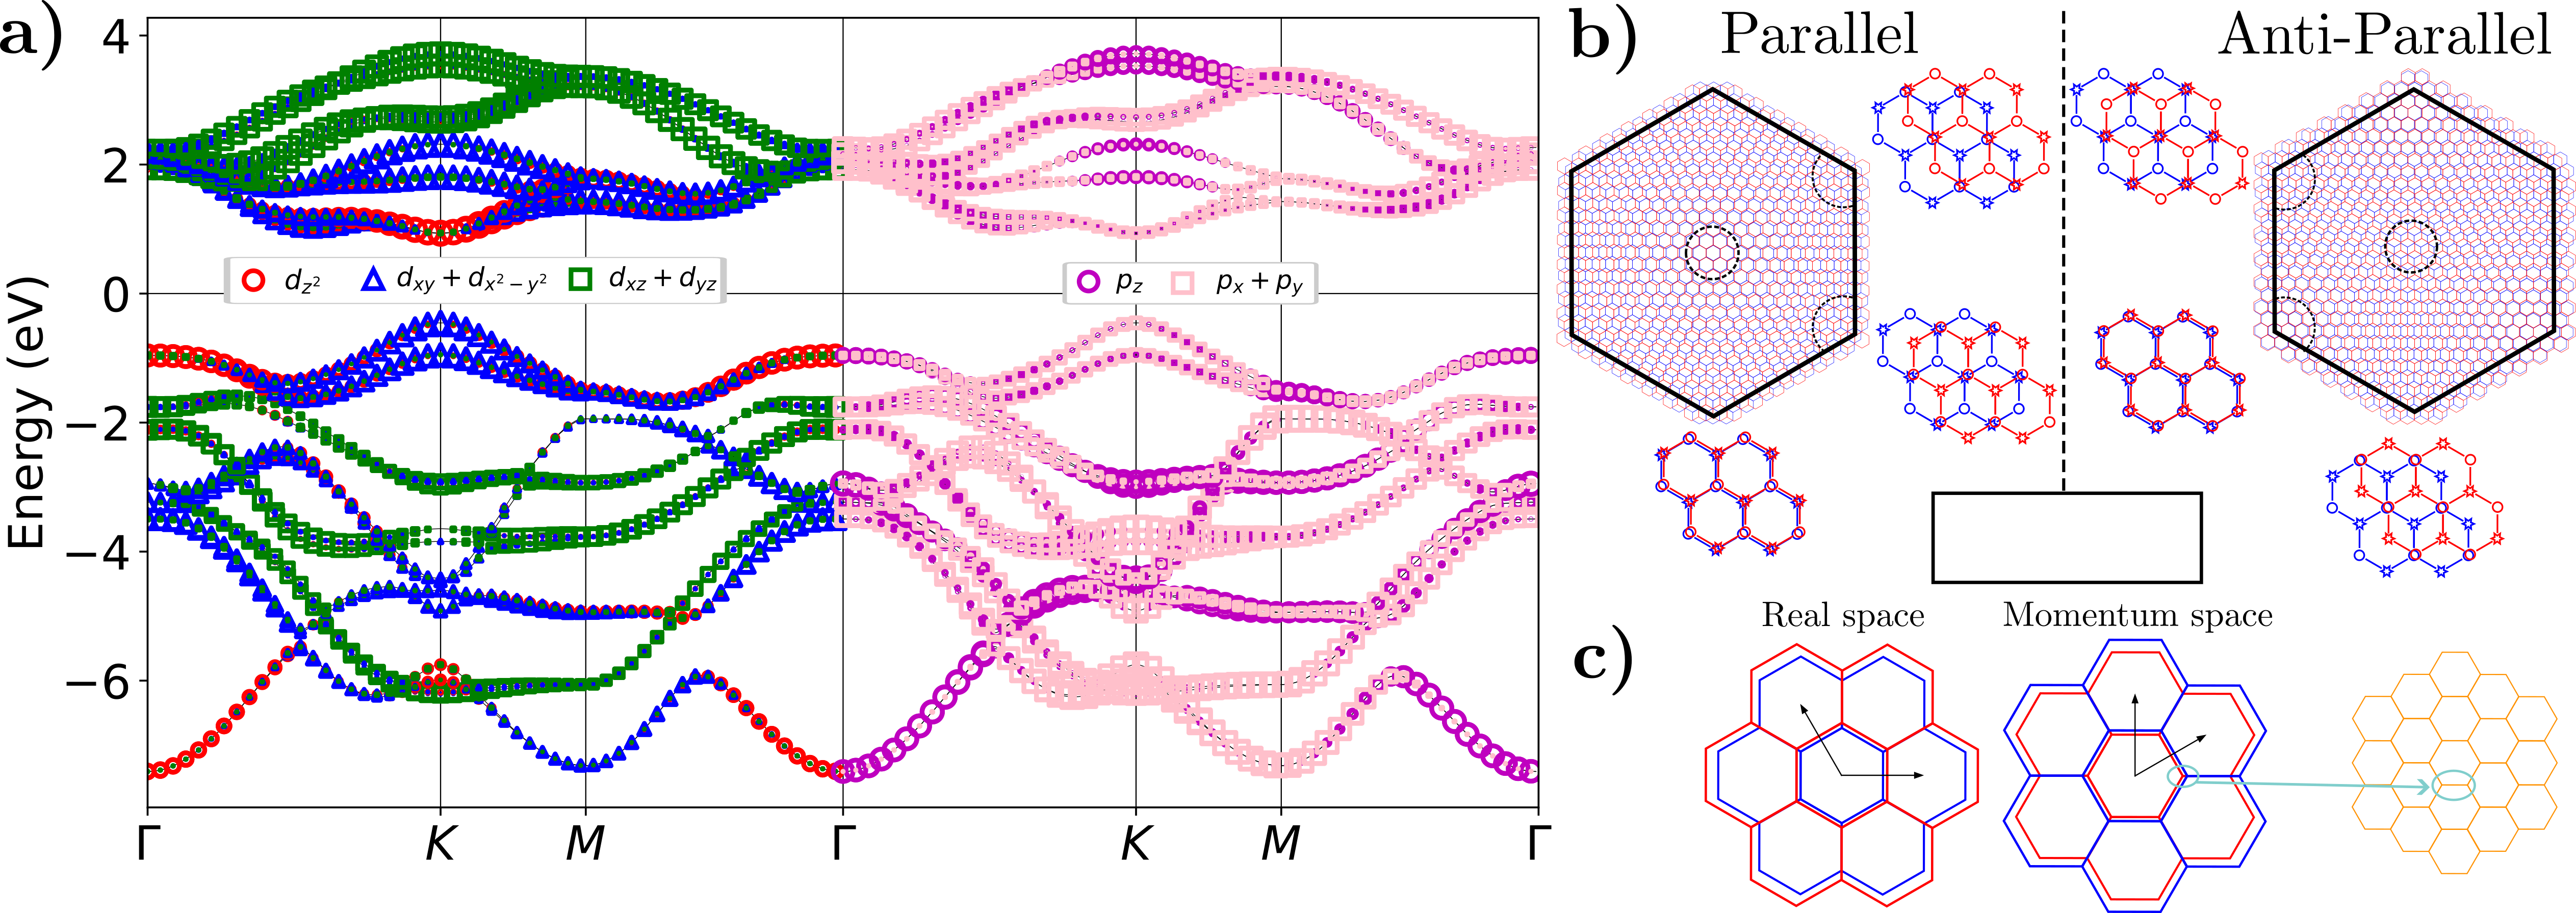 a)
4
2
0
−2
−4
−6
Energy (eV)
d_{z^2}
d_{xy} + d_{x^2−y^2}
d_{xz} + d_{yz}
p_z
p_x + p_y
Γ
K
M
Γ
K
M
Γ
b)
Parallel
Anti-Parallel
c)
Real space
Momentum space